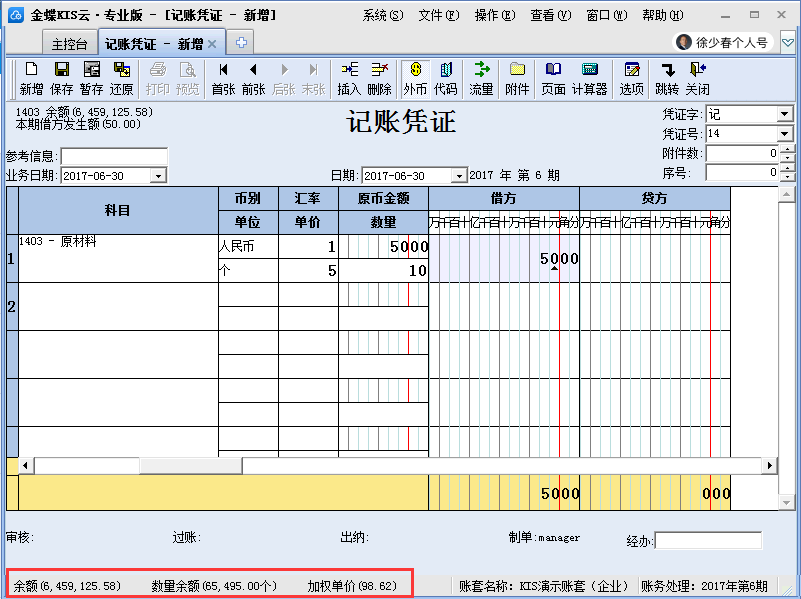 金蝶KIS云·专业版 - [记账凭证 - 新增] 系统(S) 文件(F) 操作(E) 查看(V) 窗口(W) 帮助(H)
主控台 记账凭证 - 新增 徐少春个人号
新增 保存 暂存 还原 打印 预览 首张 前张 后张 末张 插入 删除 外币 代码 流量 附件 页面 计算器 选项 跳转 关闭
1403 余额(6,459,125.58)
本期借方发生额(50.00)
记账凭证
凭证字: 记
凭证号: 14
附件数: 0
序号: 0
参考信息:
业务日期: 2017-06-30 日期: 2017-06-30 2017 年 第 6 期
科目 币别 汇率 原币金额 借方 贷方
单位 单价 数量 万千百十亿千百十万千百十元角分 万千百十亿千百十万千百十元角分
1 1403 - 原材料 人民币 1 5000 5000
个 5 10
2
5000 000
审核: 过账: 出纳: 制单:manager 经办:
余额(6,459,125.58) 数量余额(65,495.00个) 加权单价(98.62) 账套名称: KIS演示账套（企业） 账务处理: 2017年第6期